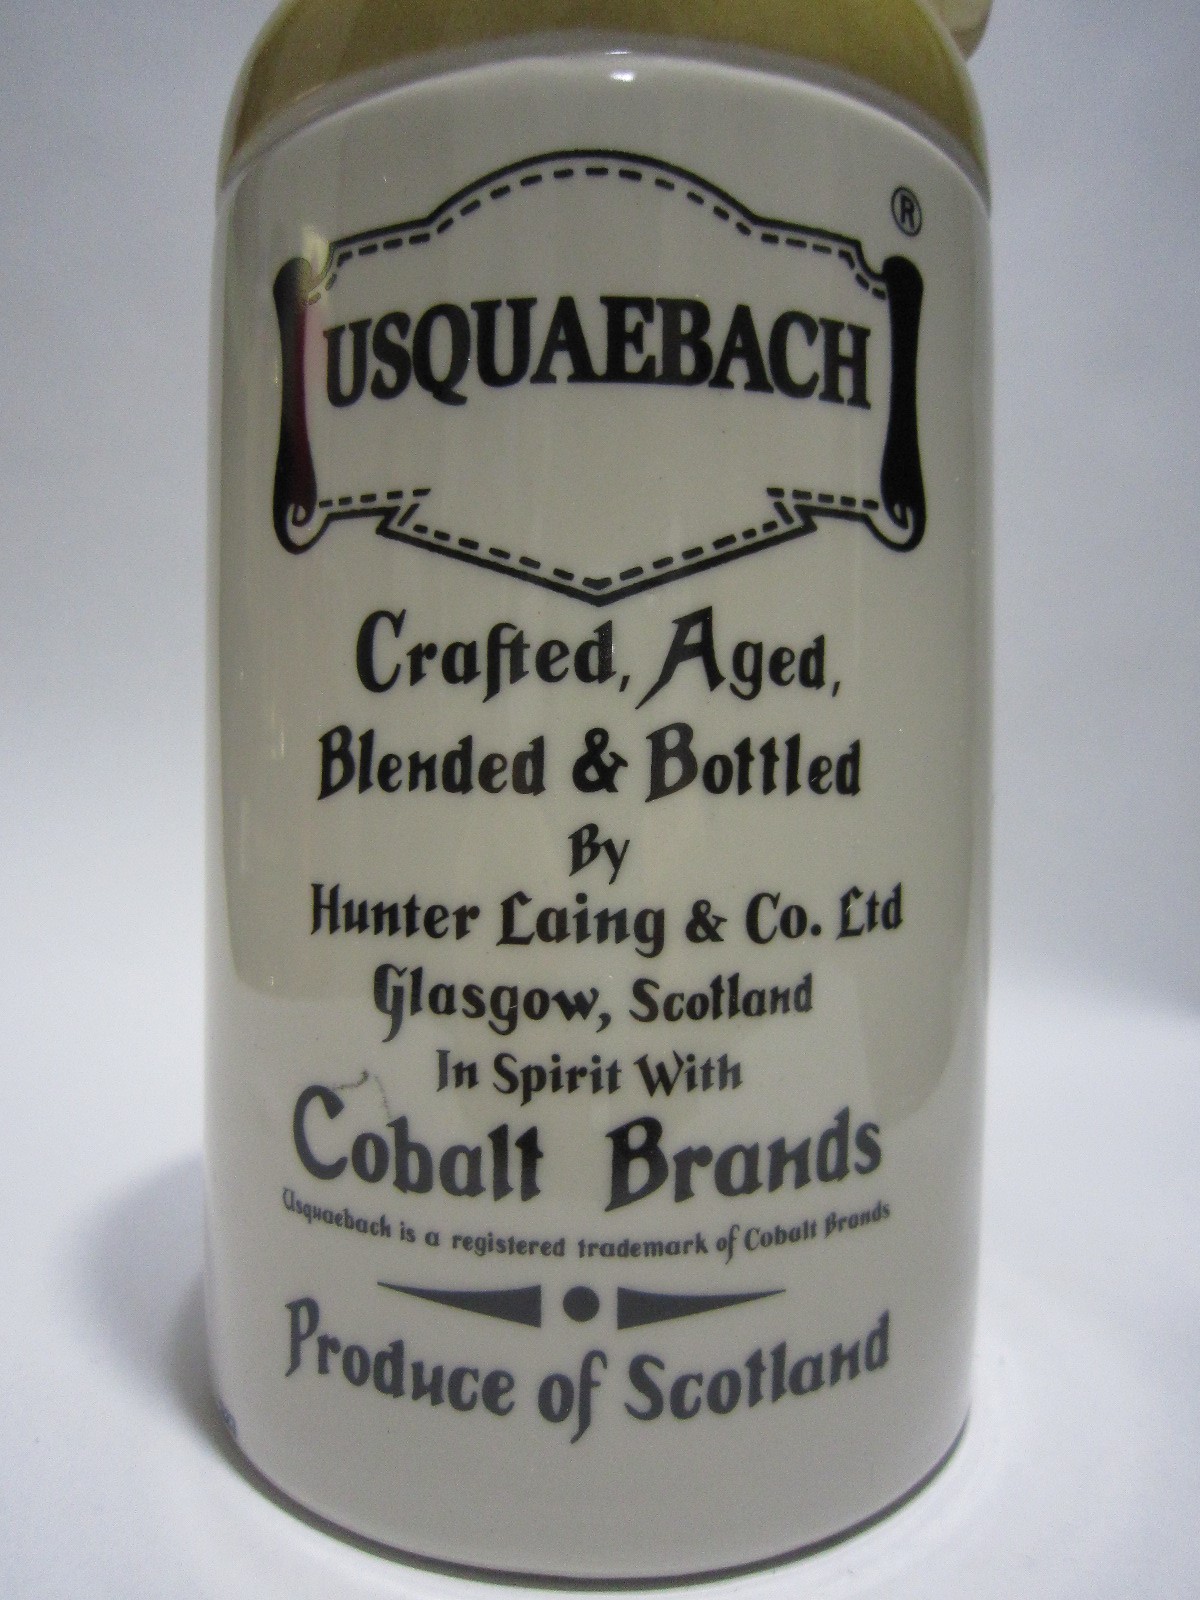 ®
USQUAEBACH
Crafted, Aged,
Blended & Bottled
By
Hunter Laing & Co. Ltd
Glasgow, Scotland
In Spirit With
Cobalt Brands
Usquaebach is a registered trademark of Cobalt Brands
Produce of Scotland